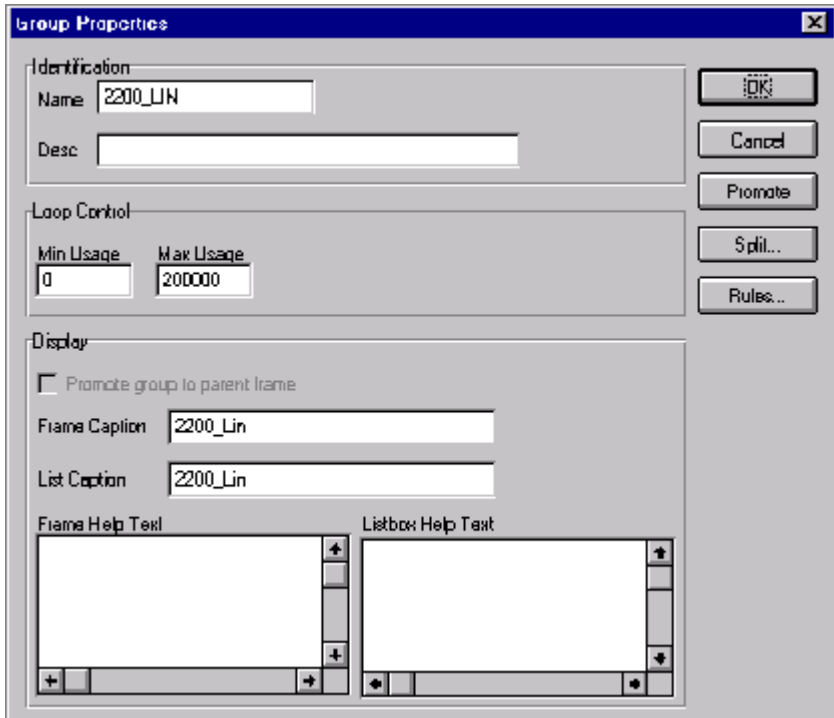 Group Properties
Identification
Name 2200_LIN
Desc
OK
Cancel
Promote
Split...
Rules...
Loop Control
Min Usage Max Usage
0 200000
Display
Promote group to parent frame
Frame Caption 2200_Lin
List Caption 2200_Lin
Frame Help Text Listbox Help Text